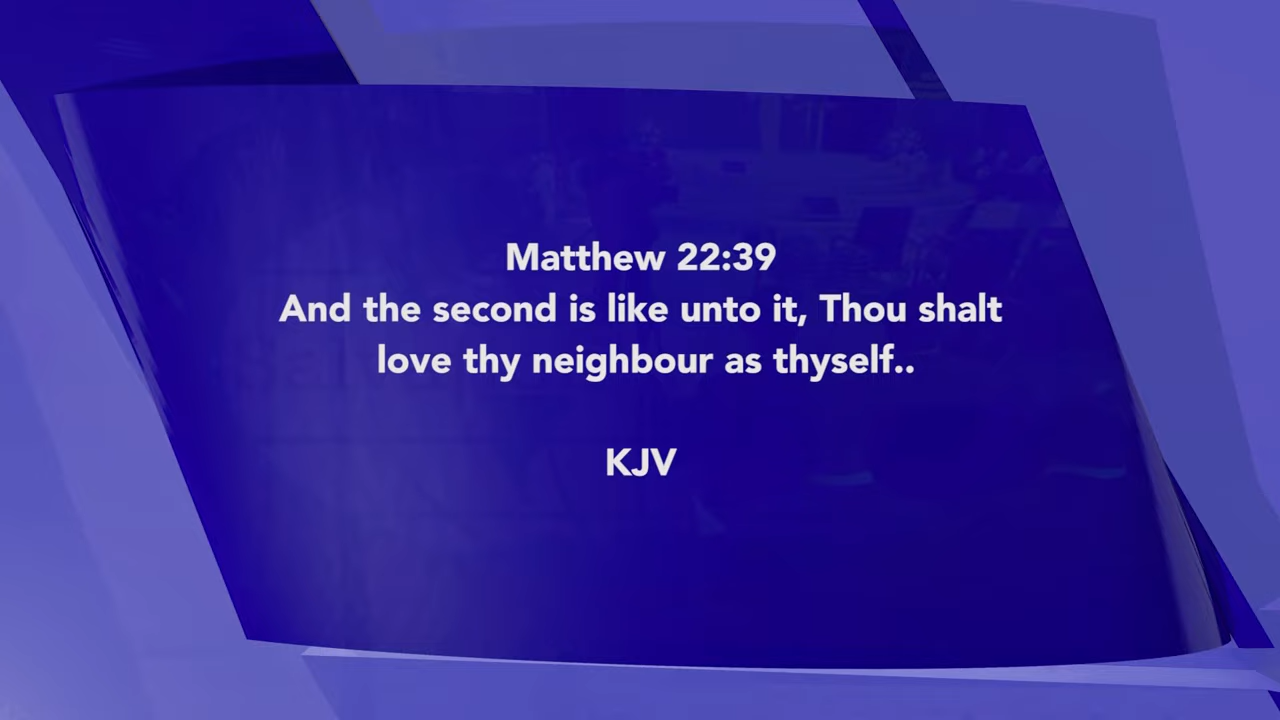 Matthew 22:39
And the second is like unto it, Thou shalt
love thy neighbour as thyself..
KJV